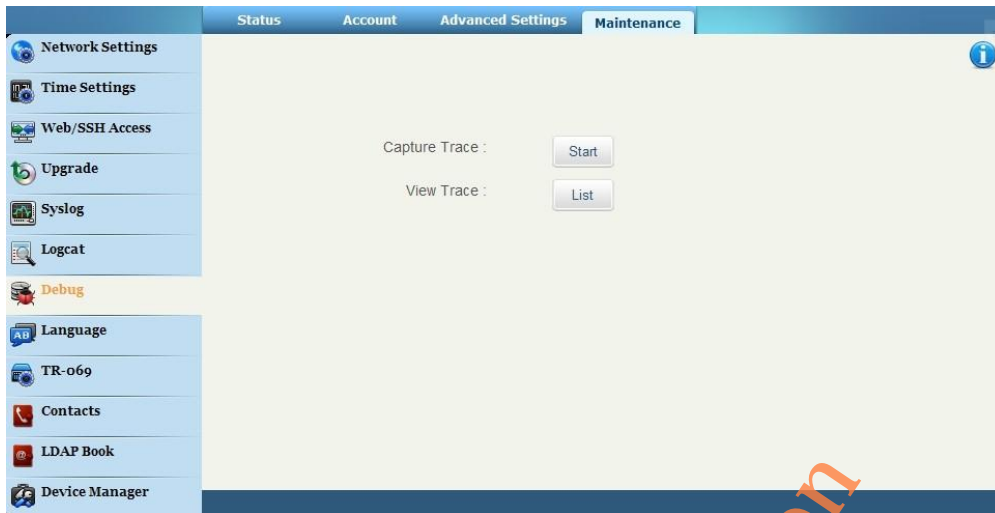 Status Account Advanced Settings Maintenance
Network Settings
Time Settings
Web/SSH Access
Upgrade
Syslog
Logcat
Debug
Language
TR-069
Contacts
LDAP Book
Device Manager
Capture Trace : Start
View Trace : List
on